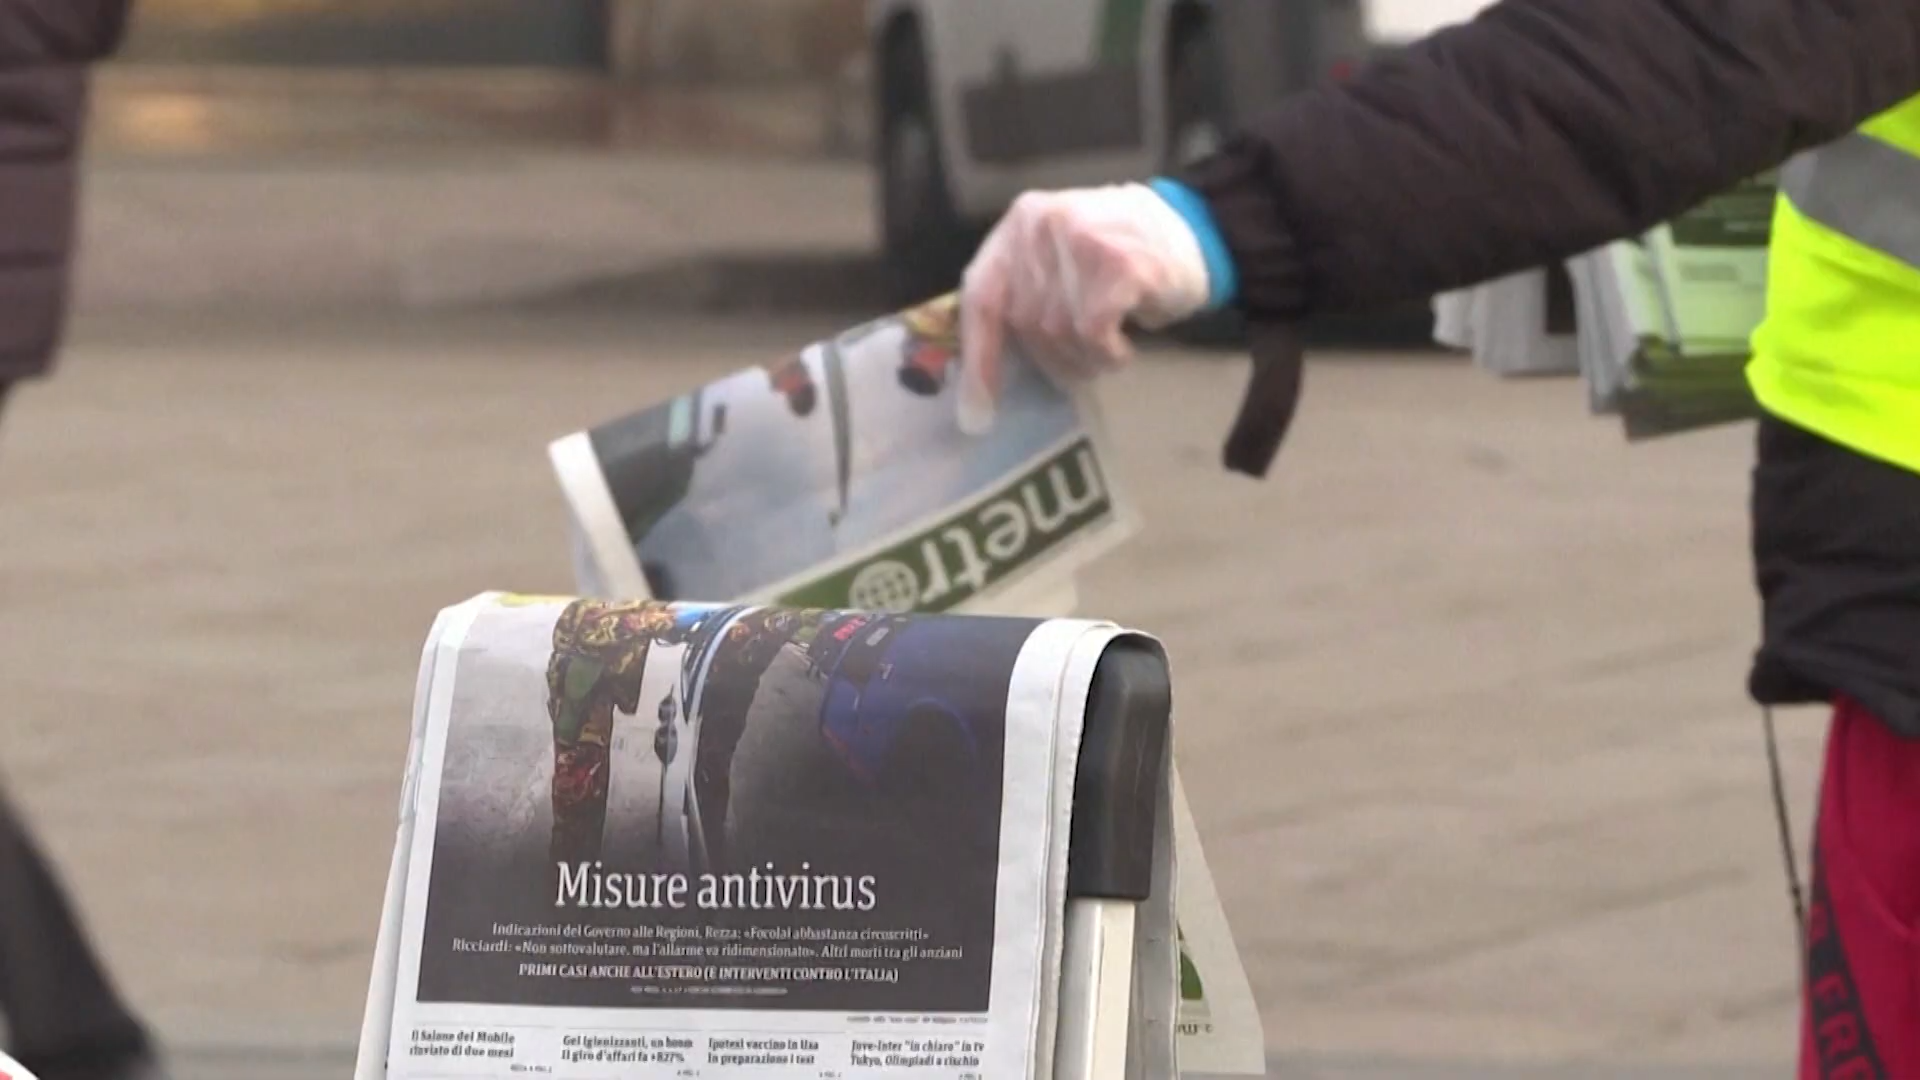 metro
Misure antivirus
Indicazioni del Governo alle Regioni, Rezza: «Focolai abbastanza circoscritti»
Ricciardi: «Non sottovalutare, ma l'allarme va ridimensionato». Altri morti tra gli anziani
PRIMI CASI ANCHE ALL'ESTERO (E INTERVENTI CONTRO L'ITALIA)
Il Salone del Mobile
rinviato di due mesi
Gel igienizzanti, un boom
Il giro d'affari fa +827%
Ipotesi vaccino in Usa
In preparazione i test
Juve-Inter "in chiaro" in tv
Tokyo, Olimpiadi a rischio